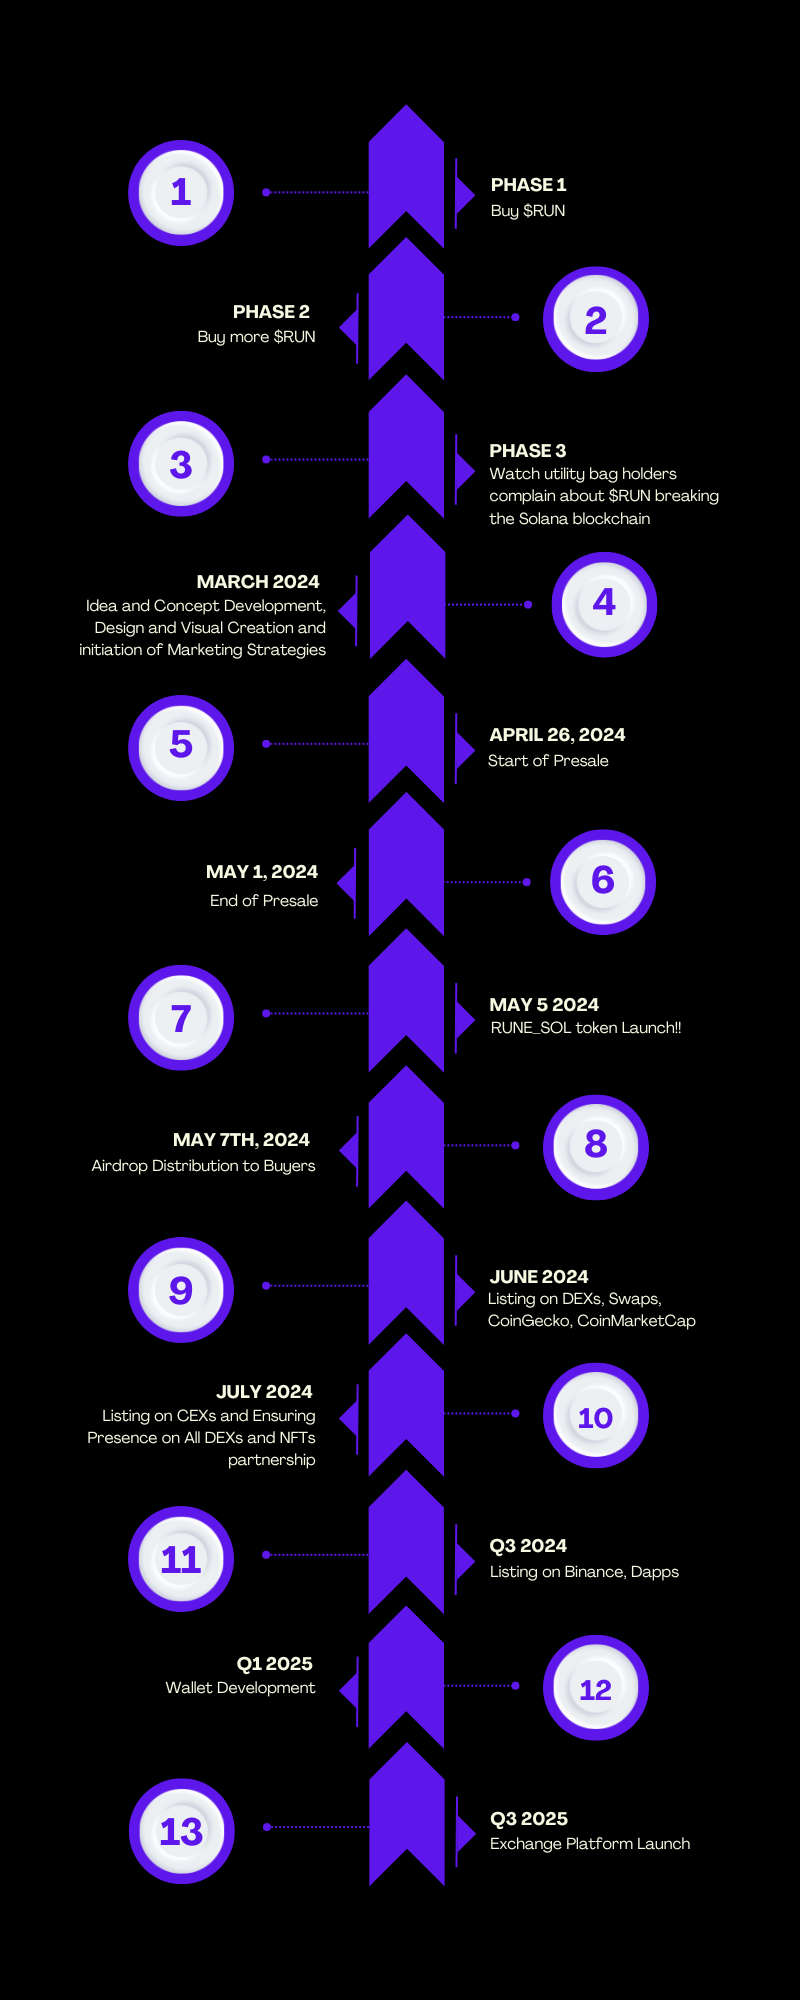 1
PHASE 1
Buy $RUN
PHASE 2
Buy more $RUN
2
3
PHASE 3
Watch utility bag holders
complain about $RUN breaking
the Solana blockchain
MARCH 2024
Idea and Concept Development,
Design and Visual Creation and
initiation of Marketing Strategies
4
5
APRIL 26, 2024
Start of Presale
MAY 1, 2024
End of Presale
6
7
MAY 5 2024
RUNE_SOL token Launch!!
MAY 7TH, 2024
Airdrop Distribution to Buyers
8
9
JUNE 2024
Listing on DEXs, Swaps,
CoinGecko, CoinMarketCap
JULY 2024
Listing on CEXs and Ensuring
Presence on All DEXs and NFTs
partnership
10
11
Q3 2024
Listing on Binance, Dapps
Q1 2025
Wallet Development
12
13
Q3 2025
Exchange Platform Launch